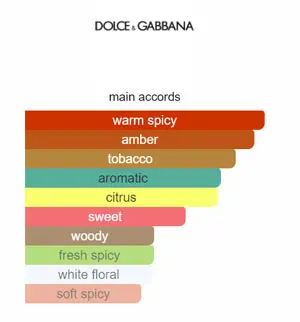 DOLCE & GABBANA
main accords
warm spicy
amber
tobacco
aromatic
citrus
sweet
woody
fresh spicy
white floral
soft spicy